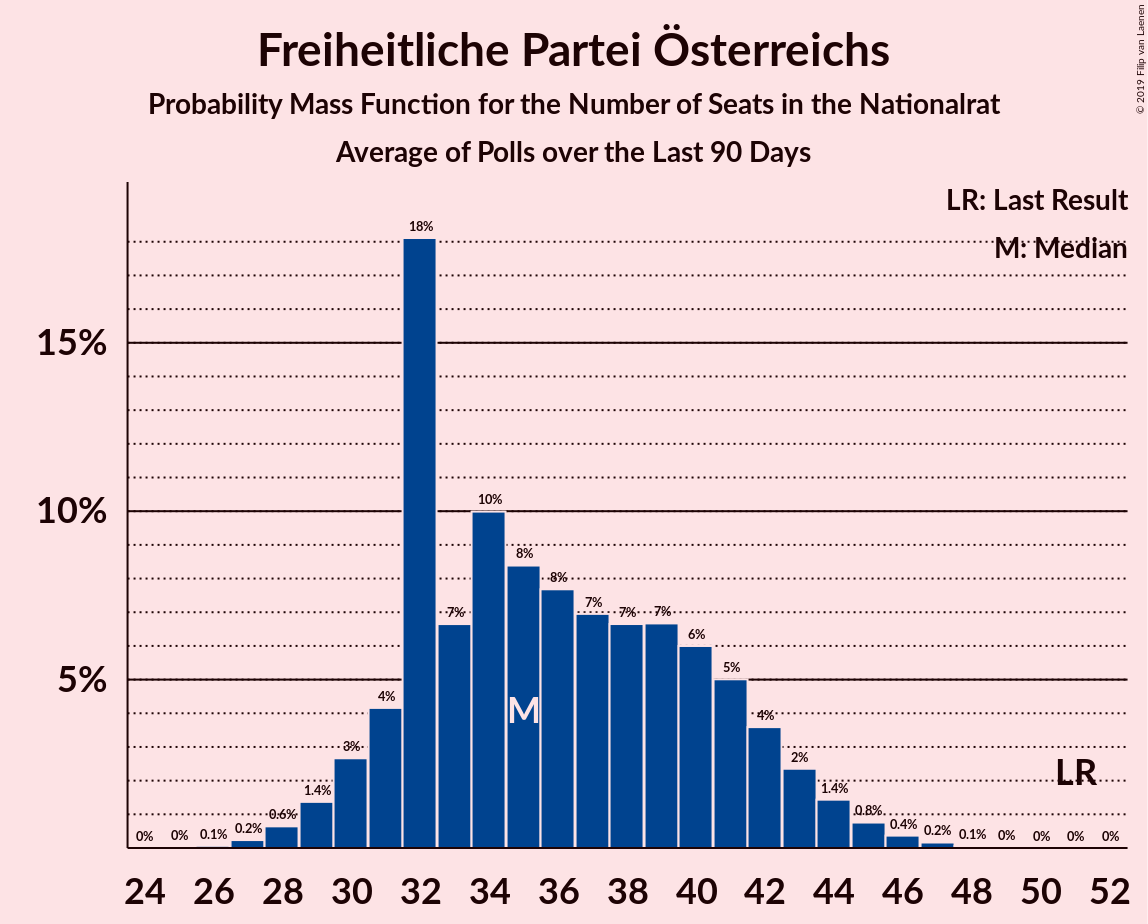 Freiheitliche Partei Österreichs
Probability Mass Function for the Number of Seats in the Nationalrat
Average of Polls over the Last 90 Days
© 2019 Filip van Laenen
LR: Last Result
M: Median
15%
10%
5%
0% 0% 0.1% 0.2% 0.6% 1.4% 3% 4% 18% 7% 10% 8% 8% 7% 7% 7% 6% 5% 4% 2% 1.4% 0.8% 0.4% 0.2% 0.1% 0% 0% 0% 0%
M
LR
24 26 28 30 32 34 36 38 40 42 44 46 48 50 52